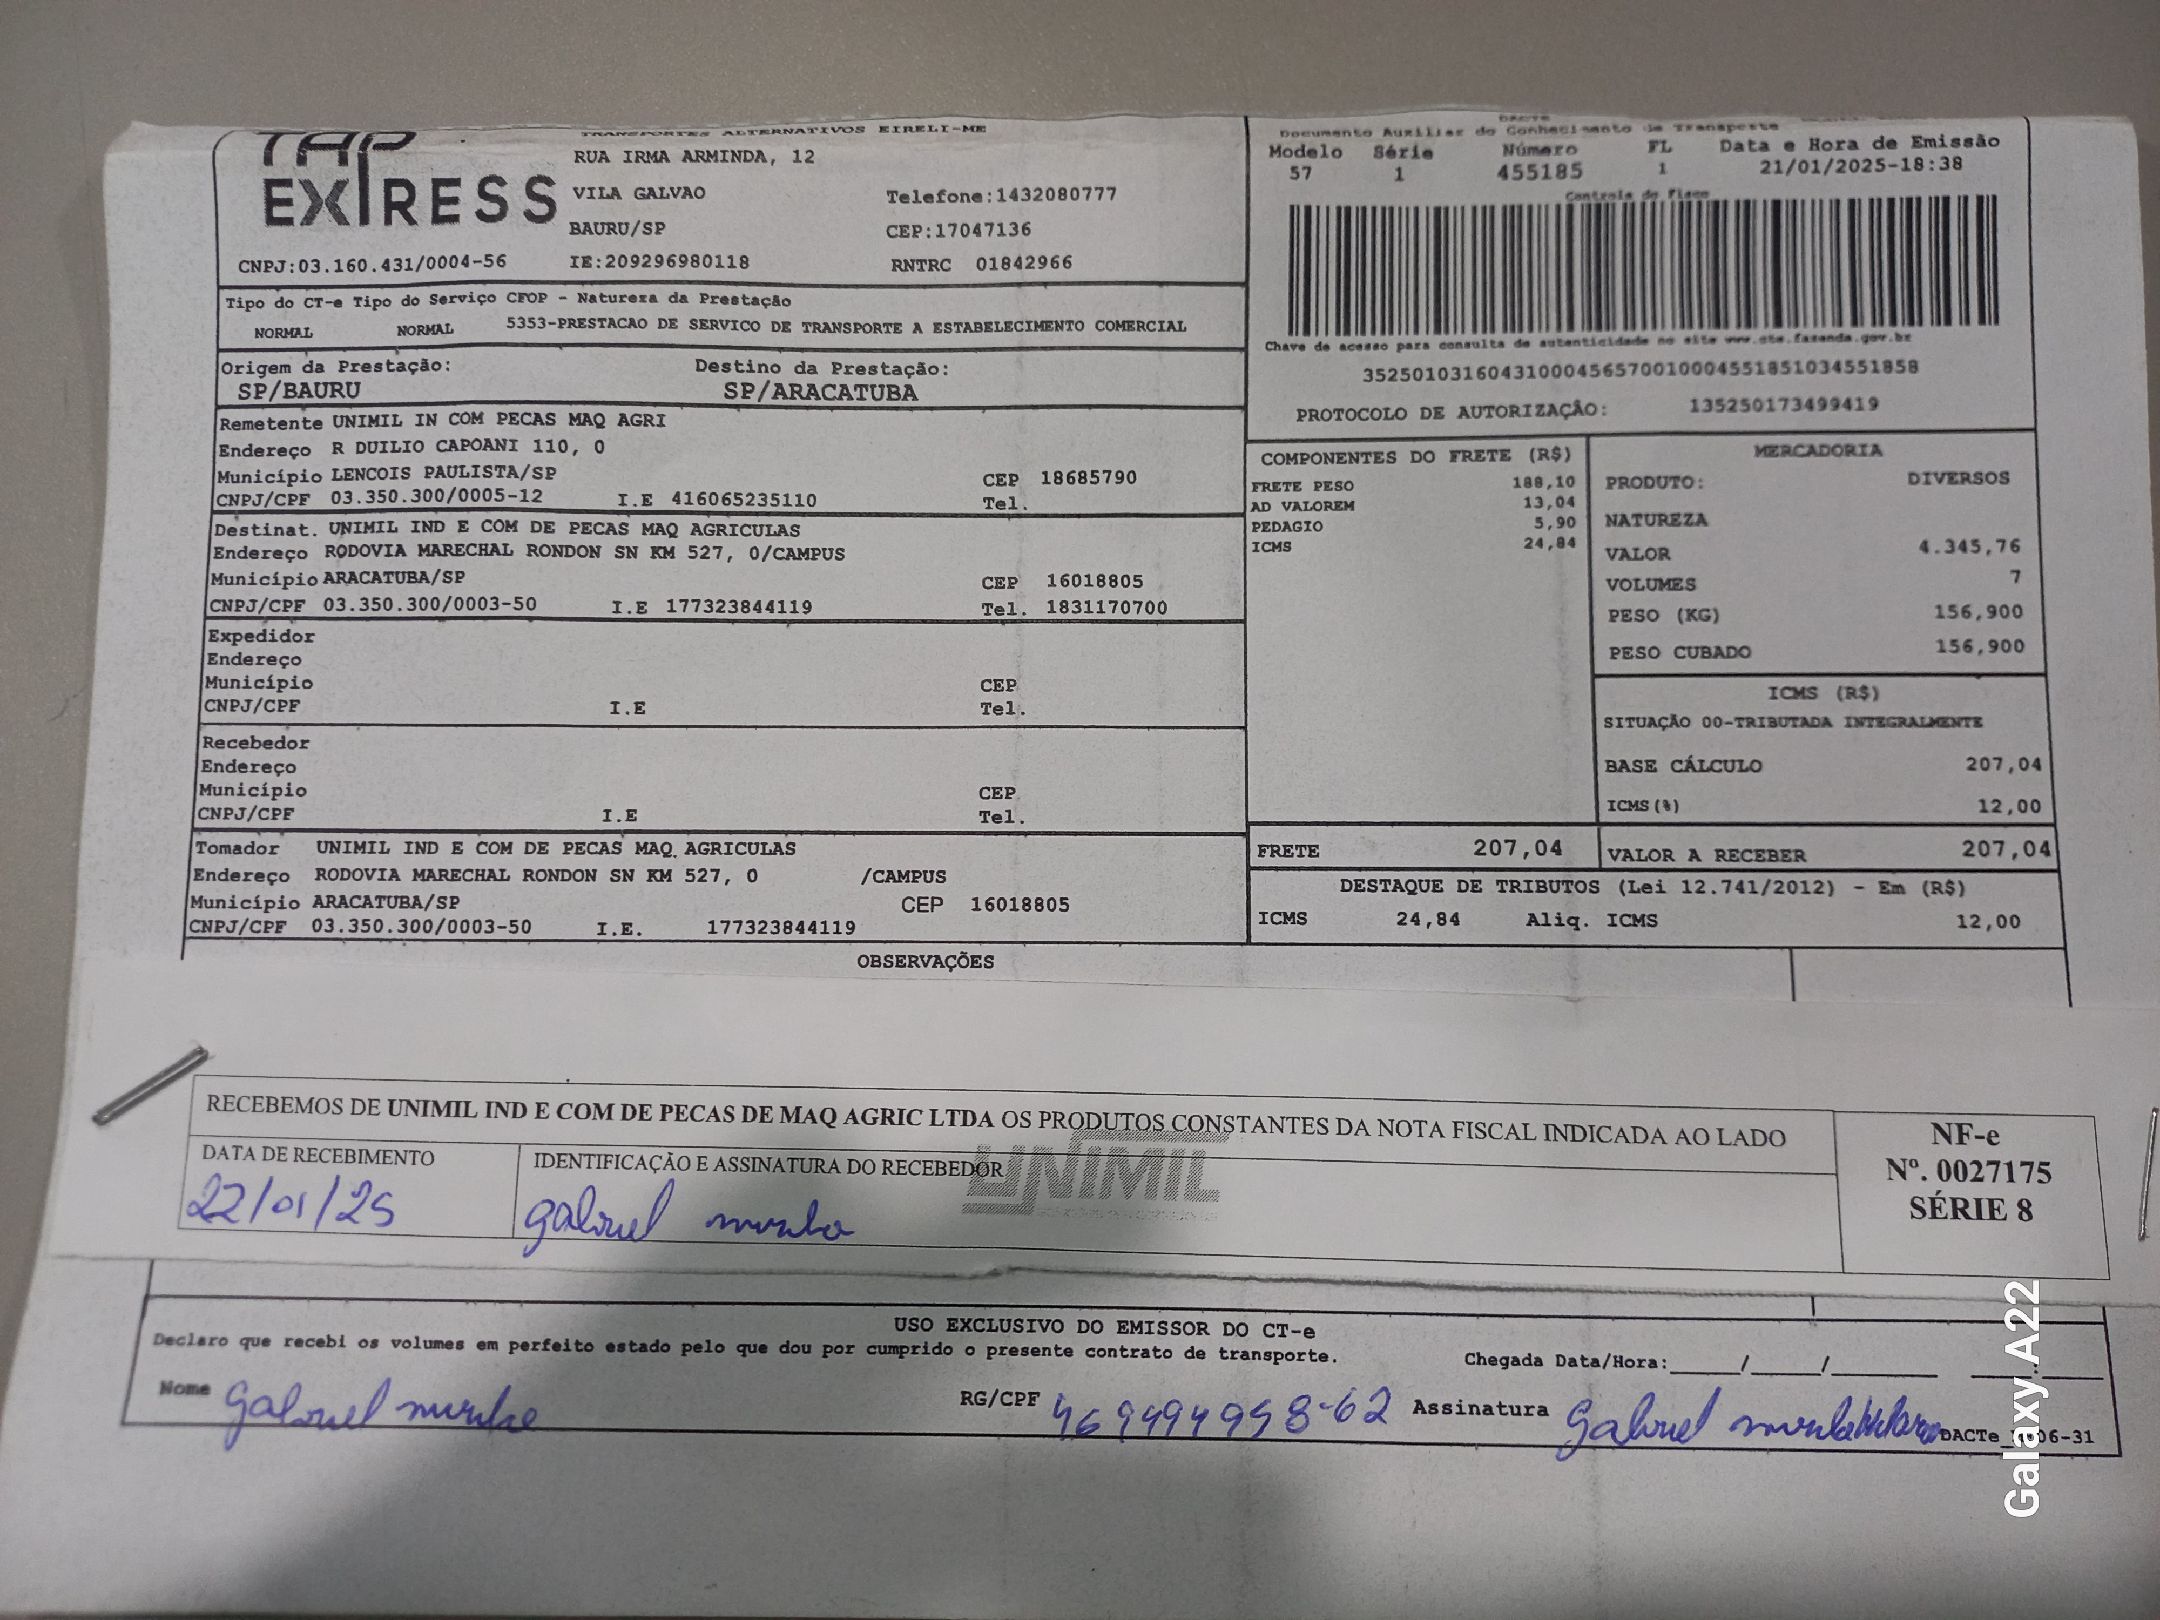 TAP
EXPRESS
TRANSPORTES ALTERNATIVOS EIRELI-ME
RUA IRMA ARMINDA, 12
VILA GALVAO Telefone:1432080777
BAURU/SP CEP:17047136
CNPJ:03.160.431/0004-56 IE:209296980118 RNTRC 01842966
DACTE
Documento Auxiliar do Conhecimento de Transporte
Modelo Série Número FL Data e Hora de Emissão
57 1 455185 1 21/01/2025-18:38
Controle do Fisco
Chave de acesso para consulta de autenticidade no site www.cte.fazenda.gov.br
35250103160431000456570010004551851034551858
PROTOCOLO DE AUTORIZAÇÃO: 135250173499419
Tipo do CT-e Tipo do Serviço CFOP - Natureza da Prestação
NORMAL NORMAL 5353-PRESTACAO DE SERVICO DE TRANSPORTE A ESTABELECIMENTO COMERCIAL
Origem da Prestação: Destino da Prestação:
SP/BAURU SP/ARACATUBA
Remetente UNIMIL IN COM PECAS MAQ AGRI
Endereço R DUILIO CAPOANI 110, 0
Município LENCOIS PAULISTA/SP CEP 18685790
CNPJ/CPF 03.350.300/0005-12 I.E 416065235110 Tel.
Destinat. UNIMIL IND E COM DE PECAS MAQ AGRICULAS
Endereço RODOVIA MARECHAL RONDON SN KM 527, 0/CAMPUS
Município ARACATUBA/SP CEP 16018805
CNPJ/CPF 03.350.300/0003-50 I.E 177323844119 Tel. 1831170700
Expedidor
Endereço
Município CEP
CNPJ/CPF I.E Tel.
Recebedor
Endereço
Município CEP
CNPJ/CPF I.E Tel.
Tomador UNIMIL IND E COM DE PECAS MAQ. AGRICULAS
Endereço RODOVIA MARECHAL RONDON SN KM 527, 0 /CAMPUS
Município ARACATUBA/SP CEP 16018805
CNPJ/CPF 03.350.300/0003-50 I.E. 177323844119
COMPONENTES DO FRETE (R$)
FRETE PESO 188,10
AD VALOREM 13,04
PEDAGIO 5,90
ICMS 24,84
MERCADORIA
PRODUTO: DIVERSOS
NATUREZA
VALOR 4.345,76
VOLUMES 7
PESO (KG) 156,900
PESO CUBADO 156,900
ICMS (R$)
SITUAÇÃO 00-TRIBUTADA INTEGRALMENTE
BASE CÁLCULO 207,04
ICMS(%) 12,00
FRETE 207,04 VALOR A RECEBER 207,04
DESTAQUE DE TRIBUTOS (Lei 12.741/2012) - Em (R$)
ICMS 24,84 Aliq. ICMS 12,00
OBSERVAÇÕES
RECEBEMOS DE UNIMIL IND E COM DE PECAS DE MAQ AGRIC LTDA OS PRODUTOS CONSTANTES DA NOTA FISCAL INDICADA AO LADO
DATA DE RECEBIMENTO IDENTIFICAÇÃO E ASSINATURA DO RECEBEDOR
UNIMIL
22/01/25 Gabriel
NF-e
Nº. 0027175
SÉRIE 8
USO EXCLUSIVO DO EMISSOR DO CT-e
Declaro que recebi os volumes em perfeito estado pelo que dou por cumprido o presente contrato de transporte.
Chegada Data/Hora:_____/_____/________
Nome Gabriel RG/CPF 469494998-62 Assinatura Gabriel
Galaxy A22